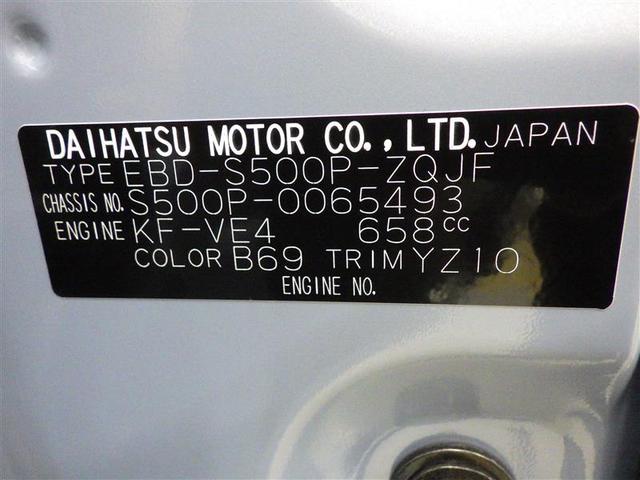 DAIHATSU MOTOR CO., LTD. JAPAN
TYPE EBD-S500P-ZQJF
CHASSIS NO. S500P-0065493
ENGINE KF-VE4 658cc
COLOR B69 TRIM YZ10
ENGINE NO.